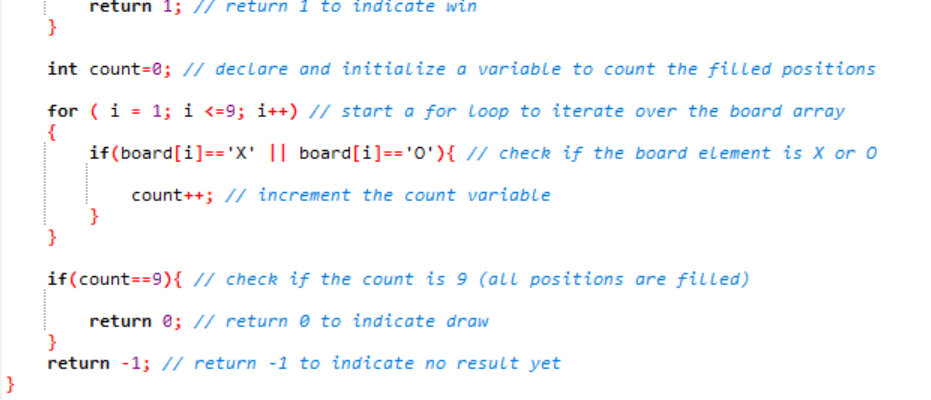 return 1; // return 1 to indicate win
}
int count=0; // declare and initialize a variable to count the filled positions
for ( i = 1; i <=9; i++) // start a for loop to iterate over the board array
{
if(board[i]=='X' || board[i]=='O'){ // check if the board element is X or O
count++; // increment the count variable
}
}
if(count==9){ // check if the count is 9 (all positions are filled)
return 0; // return 0 to indicate draw
}
return -1; // return -1 to indicate no result yet
}